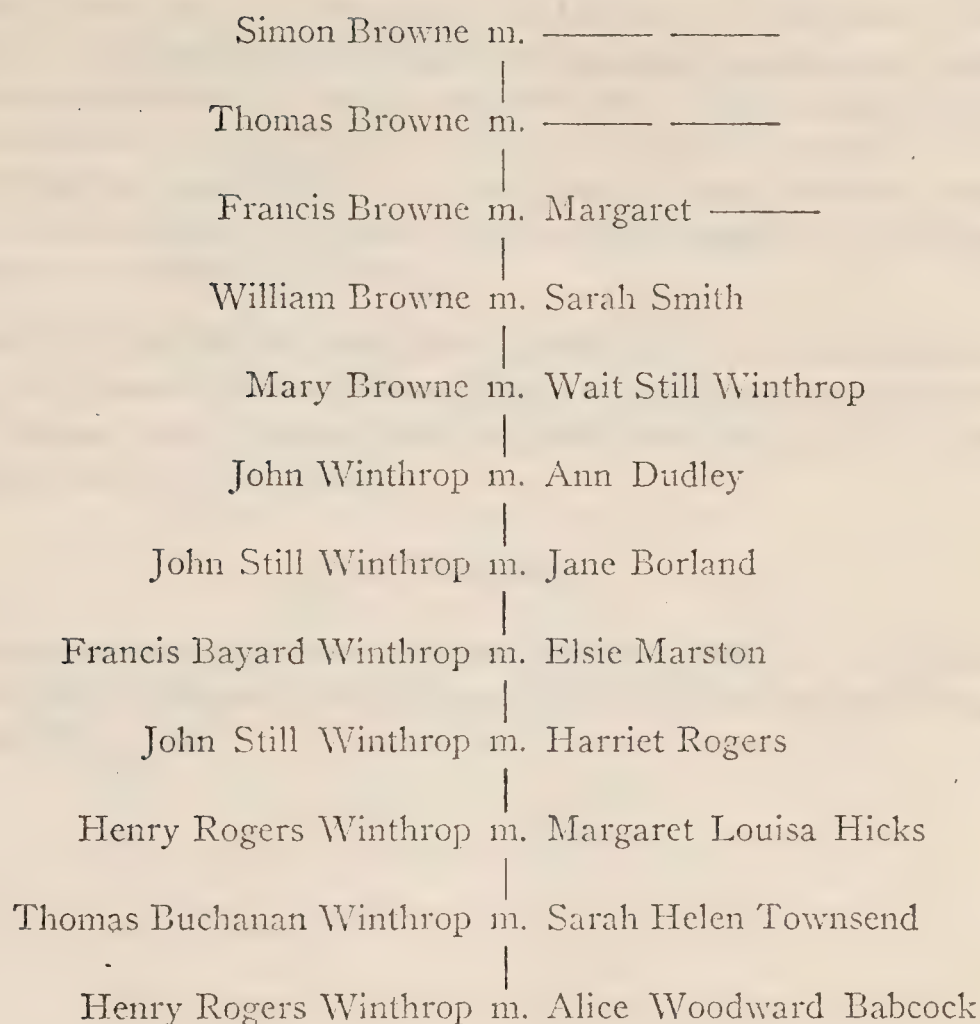 Simon Browne m. ——— ———
Thomas Browne m. ——— ———
Francis Browne m. Margaret ———
William Browne m. Sarah Smith
Mary Browne m. Wait Still Winthrop
John Winthrop m. Ann Dudley
John Still Winthrop m. Jane Borland
Francis Bayard Winthrop m. Elsie Marston
John Still Winthrop m. Harriet Rogers
Henry Rogers Winthrop m. Margaret Louisa Hicks
Thomas Buchanan Winthrop m. Sarah Helen Townsend
Henry Rogers Winthrop m. Alice Woodward Babcock